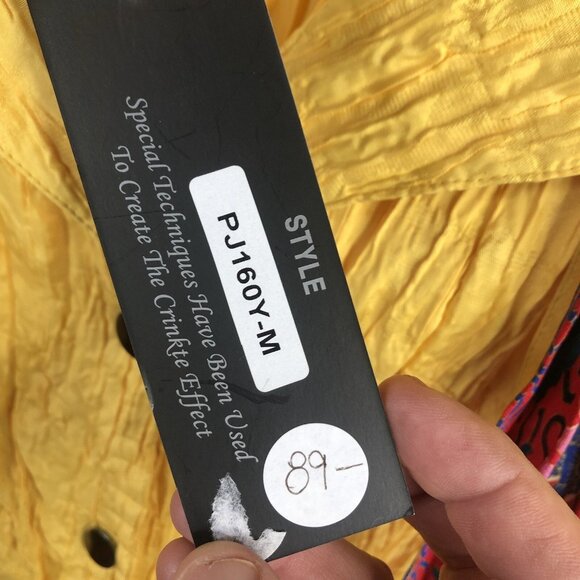 STYLE
PJ160Y-M
Special Techniques Have Been Used
To Create The Crinkte Effect
89-